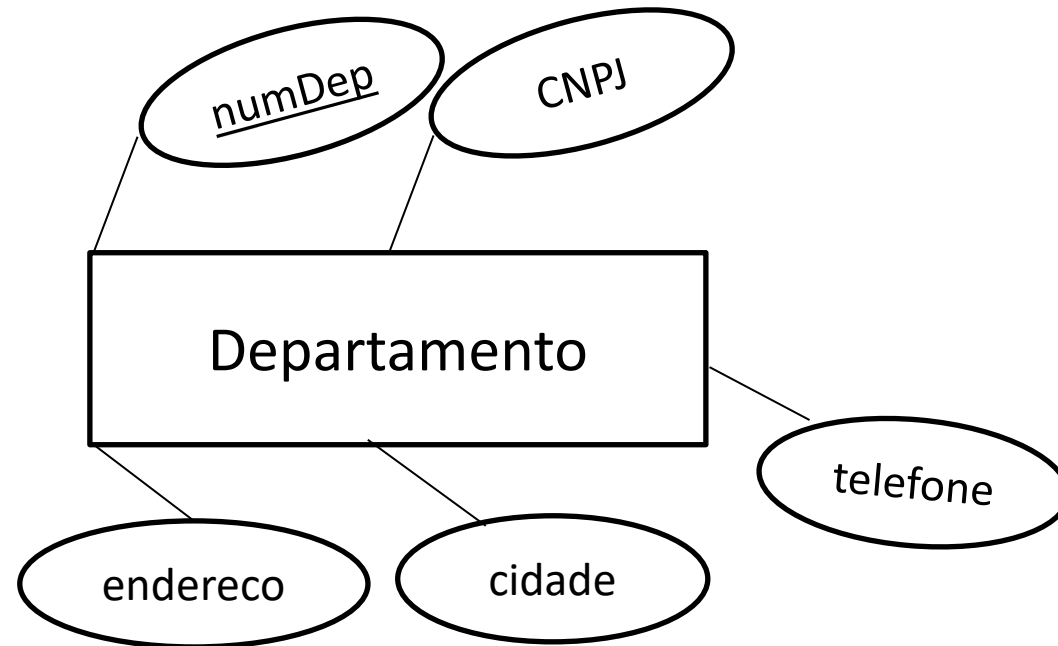 numDep
CNPJ
Departamento
telefone
endereco
cidade